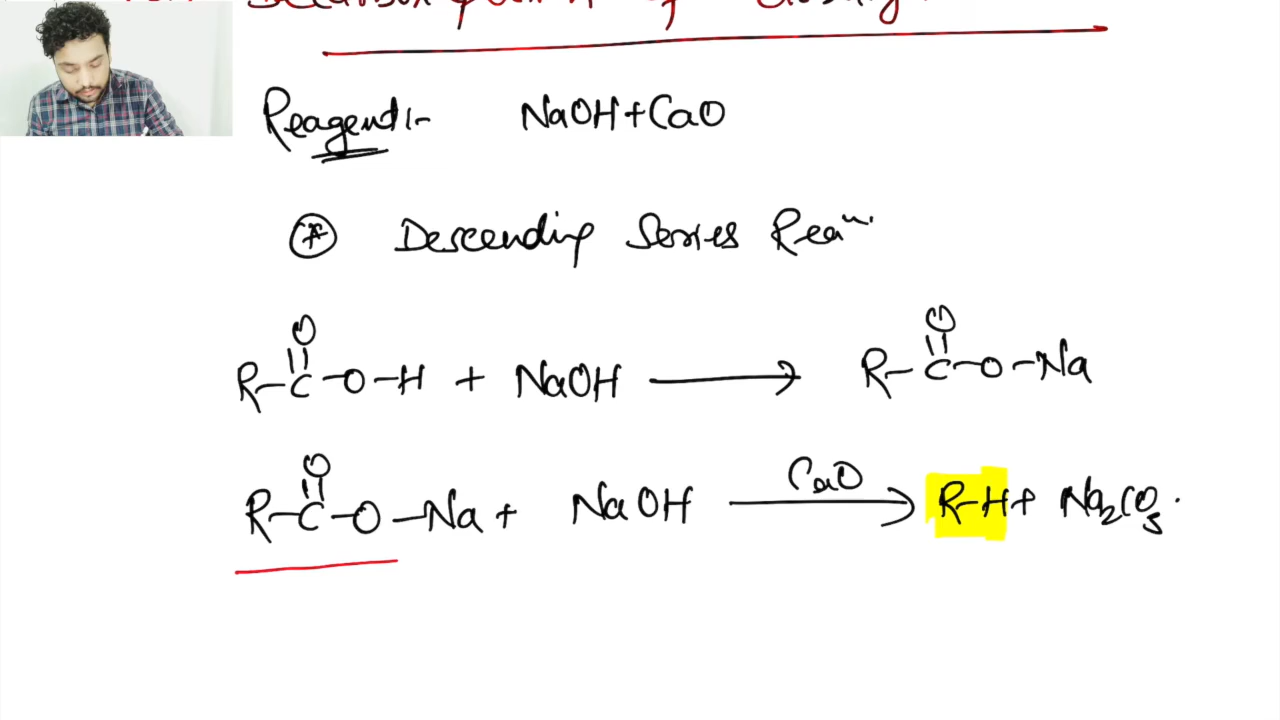 Reagent:- NaOH+CaO
Descending Series Reaⁿ.
O
R-C-O-H + NaOH ⟶ R-C-O-Na
O
O
R-C-O-Na + NaOH ⟶ R-H + Na₂CO₃.
CaO